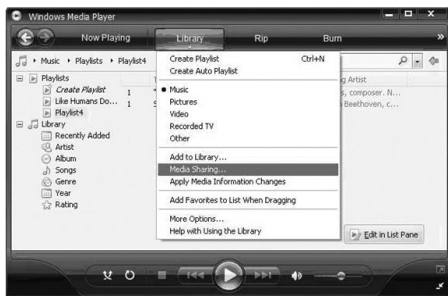 Windows Media Player
Now Playing Library Rip Burn
Music Playlists Playlist4
Create Playlist Ctrl+N
Create Auto Playlist
Music
Pictures
Video
Recorded TV
Other
Add to Library...
Media Sharing...
Apply Media Information Changes
Add Favorites to List When Dragging
More Options...
Help with Using the Library
Playlists
Create Playlist 1
Like Humans Do... 1
Playlist4
Library
Recently Added
Artist
Album
Songs
Genre
Year
Rating
Artist
, composer. N...
Beethoven, c...
Edit in List Pane